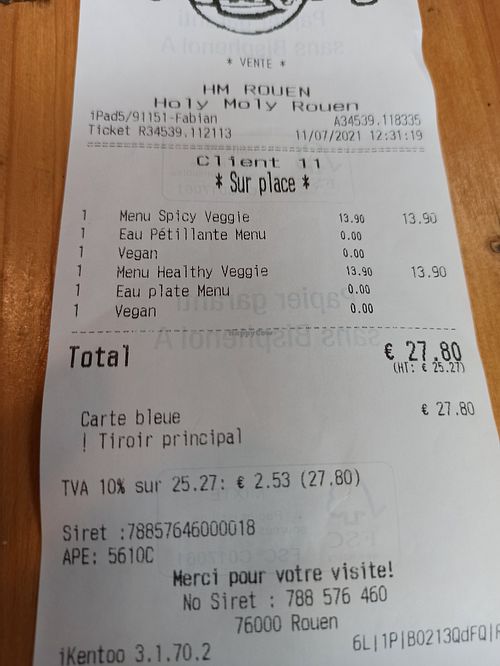 * VENTE *
HM ROUEN
Holy Moly Rouen
iPad5/91151-Fabian A34539.118335
Ticket R34539.112113 11/07/2021 12:31:19
Client 11
* Sur place *
1 Menu Spicy Veggie 13.90 13.90
1 Eau Pétillante Menu 0.00
1 Vegan 0.00
1 Menu Healthy Veggie 13.90 13.90
1 Eau plate Menu 0.00
1 Vegan 0.00
HappyCow
Total € 27.80
(HT: € 25.27)
Carte bleue € 27.80
! Tiroir principal
TVA 10% sur 25.27: € 2.53 (27.80)
Siret :78857646000018
APE: 5610C
Merci pour votre visite!
No Siret : 788 576 460
76000 Rouen
iKentoo 3.1.70.2 6L|1P|B0213QdFQ|
Papier garanti
sans Bisphenol A